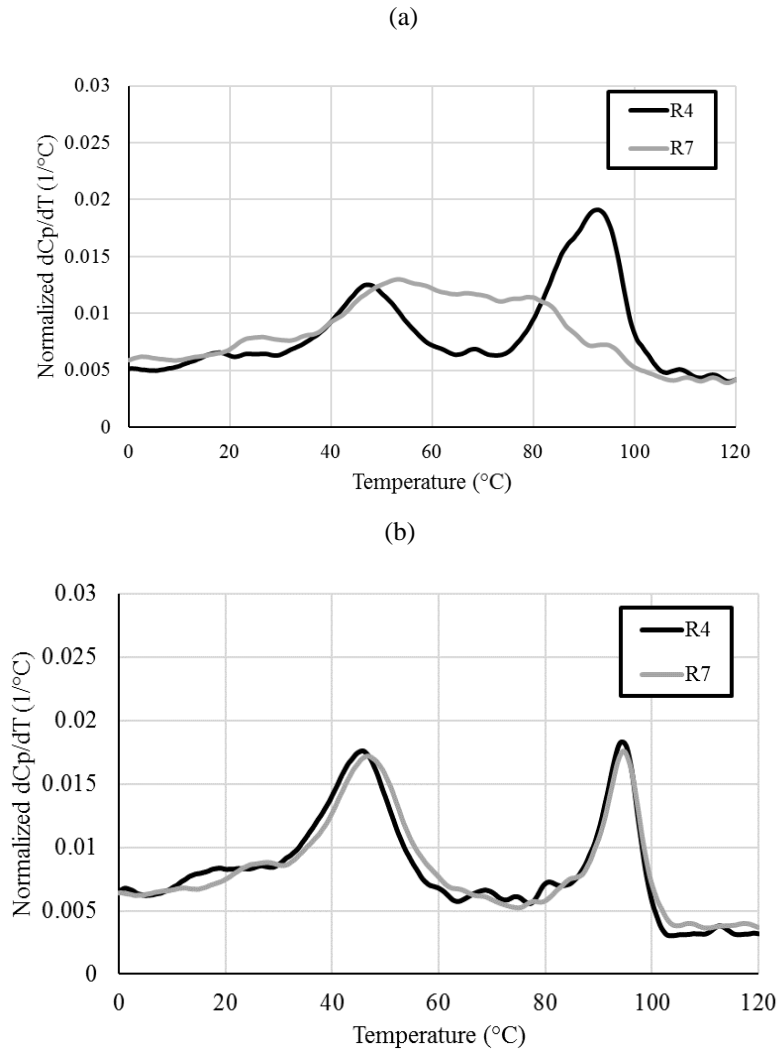 (a)
0.03
0.025
0.02
0.015
0.01
0.005
0
Normalized dCp/dT (1/°C)
R4
R7
0 20 40 60 80 100 120
Temperature (°C)
(b)
0.03
0.025
0.02
0.015
0.01
0.005
0
Normalized dCp/dT (1/°C)
R4
R7
0 20 40 60 80 100 120
Temperature (°C)